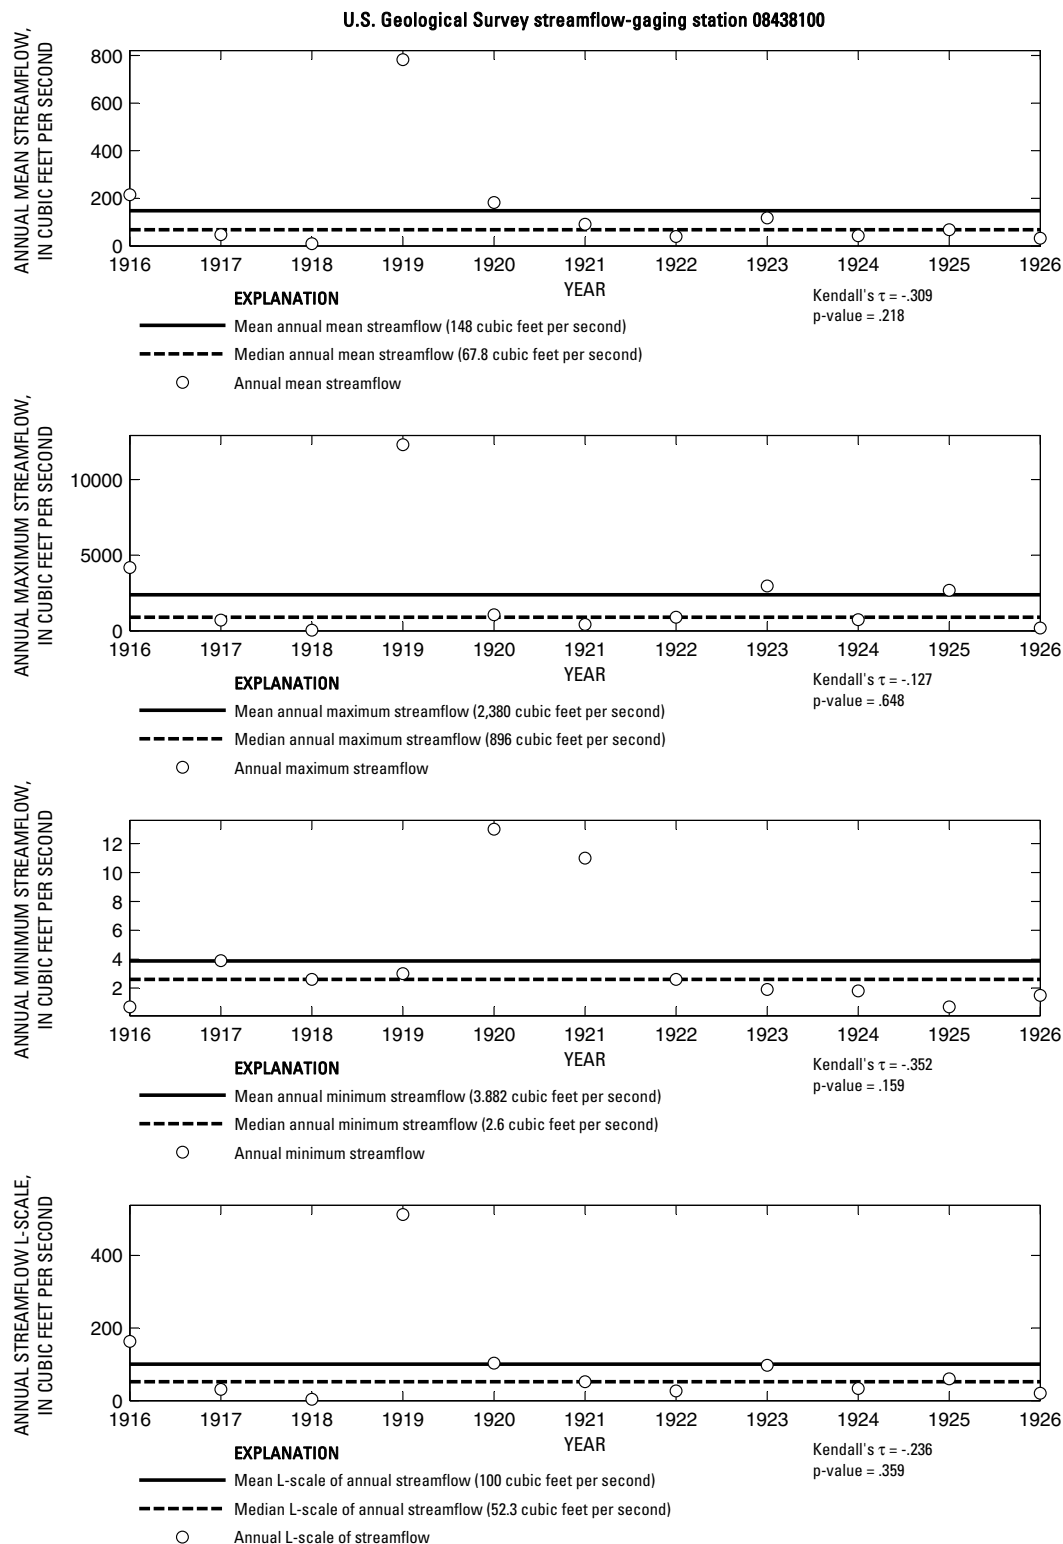 U.S. Geological Survey streamflow-gaging station 08438100
ANNUAL MEAN STREAMFLOW,
IN CUBIC FEET PER SECOND
800
600
400
200
0
1916 1917 1918 1919 1920 1921 1922 1923 1924 1925 1926
YEAR
Kendall's τ = -.309
p-value = .218
EXPLANATION
Mean annual mean streamflow (148 cubic feet per second)
Median annual mean streamflow (67.8 cubic feet per second)
Annual mean streamflow
ANNUAL MAXIMUM STREAMFLOW,
IN CUBIC FEET PER SECOND
10000
5000
0
1916 1917 1918 1919 1920 1921 1922 1923 1924 1925 1926
YEAR
Kendall's τ = -.127
p-value = .648
EXPLANATION
Mean annual maximum streamflow (2,380 cubic feet per second)
Median annual maximum streamflow (896 cubic feet per second)
Annual maximum streamflow
ANNUAL MINIMUM STREAMFLOW,
IN CUBIC FEET PER SECOND
12
10
8
6
4
2
1916 1917 1918 1919 1920 1921 1922 1923 1924 1925 1926
YEAR
Kendall's τ = -.352
p-value = .159
EXPLANATION
Mean annual minimum streamflow (3.882 cubic feet per second)
Median annual minimum streamflow (2.6 cubic feet per second)
Annual minimum streamflow
ANNUAL STREAMFLOW L-SCALE,
IN CUBIC FEET PER SECOND
400
200
0
1916 1917 1918 1919 1920 1921 1922 1923 1924 1925 1926
YEAR
Kendall's τ = -.236
p-value = .359
EXPLANATION
Mean L-scale of annual streamflow (100 cubic feet per second)
Median L-scale of annual streamflow (52.3 cubic feet per second)
Annual L-scale of streamflow